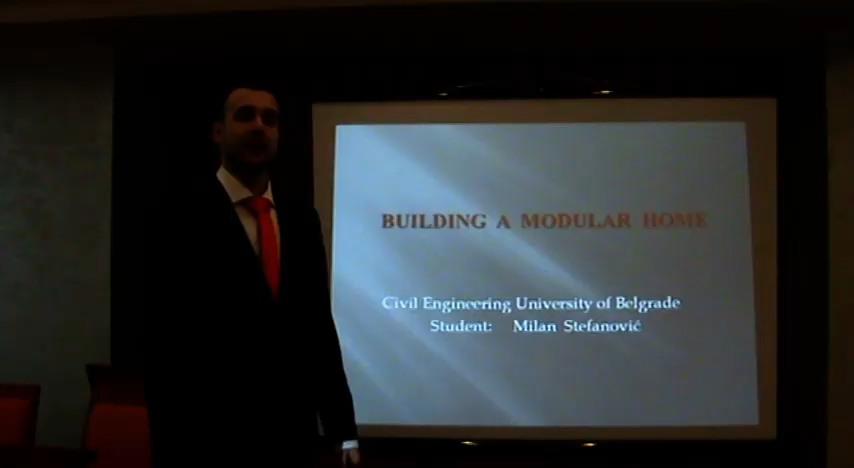 BUILDING A MODULAR HOME
Civil Engineering University of Belgrade
Student: Milan Stefanović